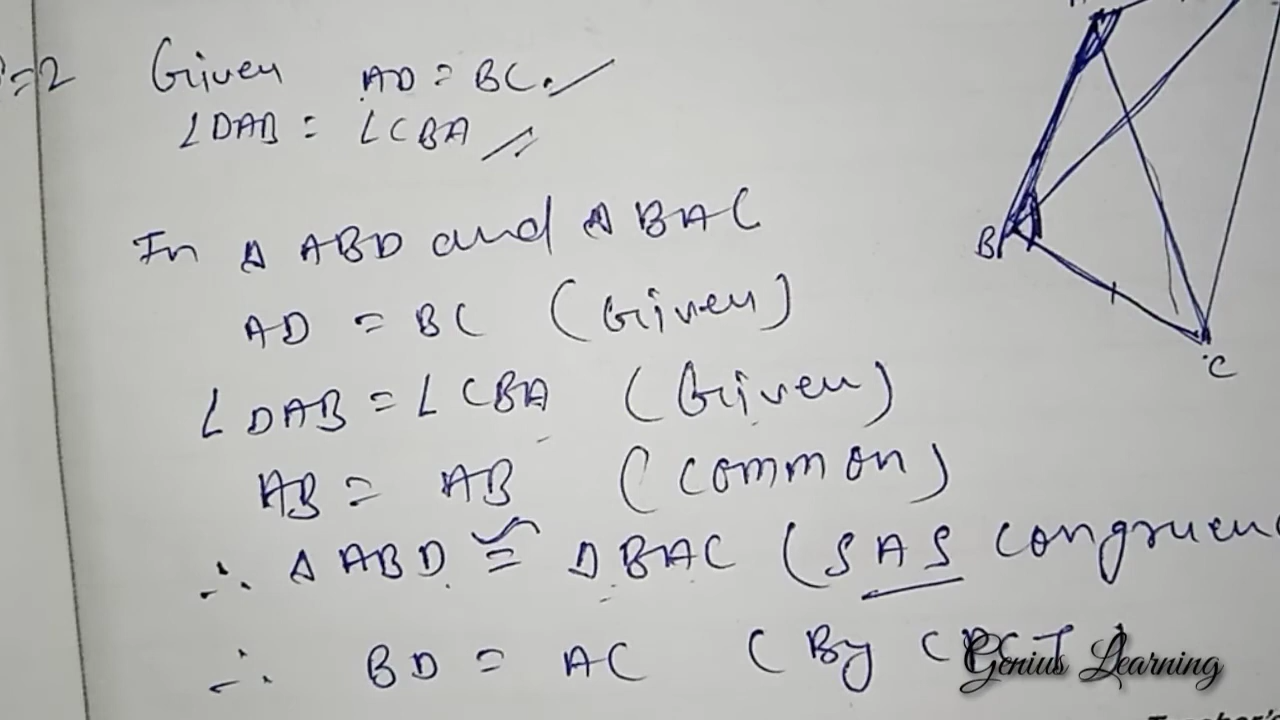 =2 Given AD = BC.
∠DAB = ∠CBA
In Δ ABD and Δ BAC
AD = BC (Given)
∠DAB = ∠CBA (Given)
AB = AB (Common)
∴ Δ ABD ≅ Δ BAC (SAS congruen
∴ BD = AC (By CPCT)
B
C
Genius Learning